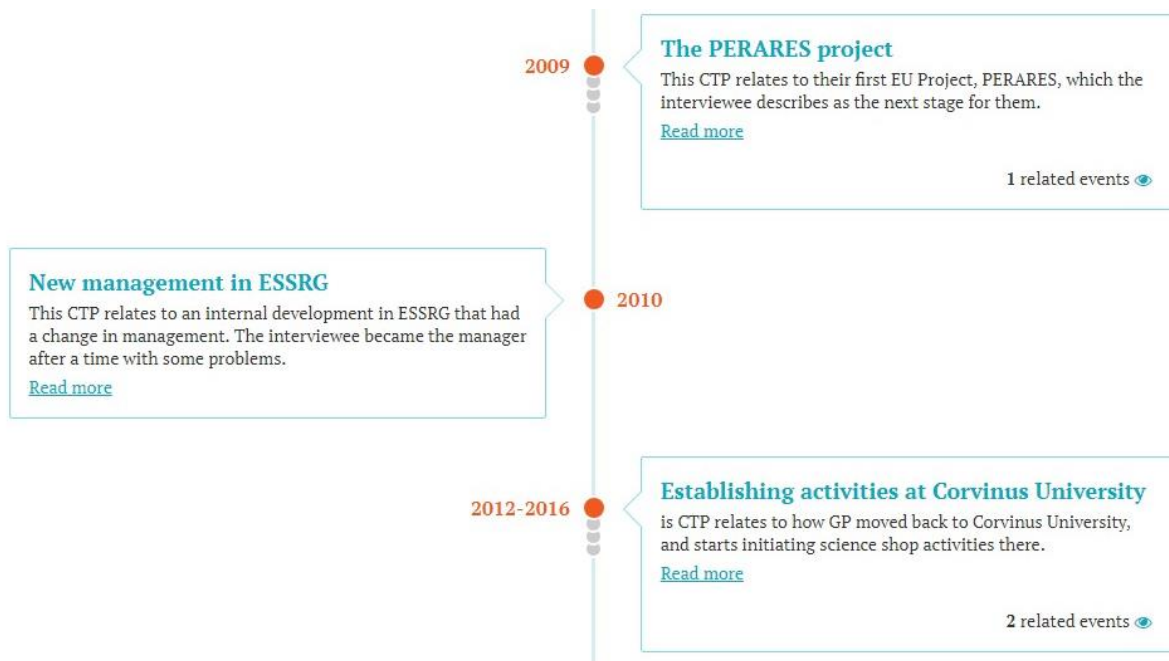 2009
The PERARES project
This CTP relates to their first EU Project, PERARES, which the
interviewee describes as the next stage for them.
Read more
1 related events
New management in ESSRG
This CTP relates to an internal development in ESSRG that had
a change in management. The interviewee became the manager
after a time with some problems.
Read more
2010
2012-2016
Establishing activities at Corvinus University
is CTP relates to how GP moved back to Corvinus University,
and starts initiating science shop activities there.
Read more
2 related events